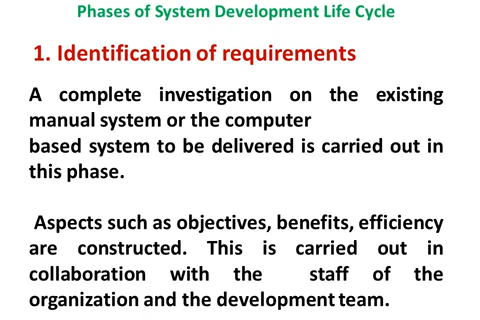 Phases of System Development Life Cycle
1. Identification of requirements
A complete investigation on the existing
manual system or the computer
based system to be delivered is carried out in
this phase.
Aspects such as objectives, benefits, efficiency
are constructed. This is carried out in
collaboration with the staff of the
organization and the development team.